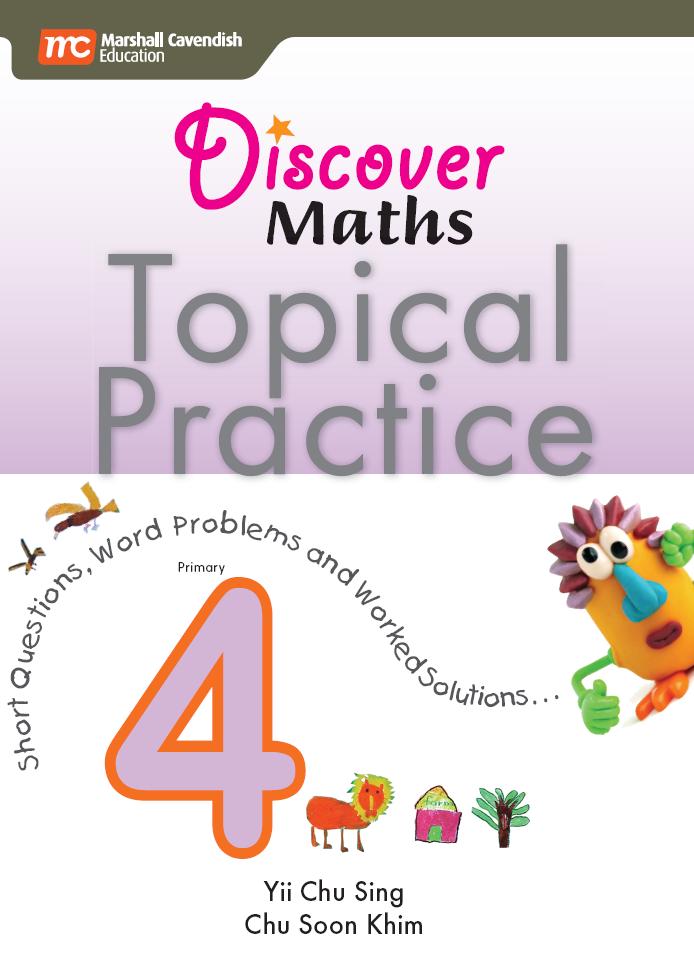 mc Marshall Cavendish
Education
Discover
Maths
Topical
Practice
Short Questions, Word Problems and Worked Solutions...
Primary
4
farm
Yii Chu Sing
Chu Soon Khim